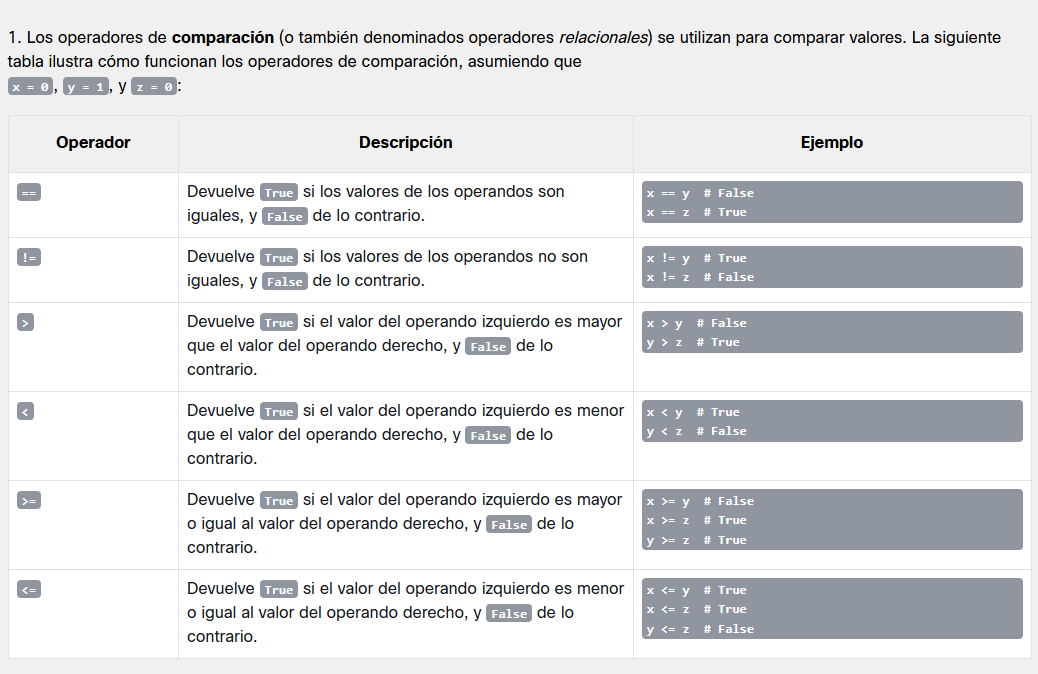 1. Los operadores de comparación (o también denominados operadores relacionales) se utilizan para comparar valores. La siguiente
tabla ilustra cómo funcionan los operadores de comparación, asumiendo que
x = 0, y = 1, y z = 0:
Operador Descripción Ejemplo
==
Devuelve True si los valores de los operandos son
iguales, y False de lo contrario.
x == y  # False
x == z  # True
!=
Devuelve True si los valores de los operandos no son
iguales, y False de lo contrario.
x != y  # True
x != z  # False
>
Devuelve True si el valor del operando izquierdo es mayor
que el valor del operando derecho, y False de lo
contrario.
x > y  # False
y > z  # True
<
Devuelve True si el valor del operando izquierdo es menor
que el valor del operando derecho, y False de lo
contrario.
x < y  # True
y < z  # False
>=
Devuelve True si el valor del operando izquierdo es mayor
o igual al valor del operando derecho, y False de lo
contrario.
x >= y  # False
x >= z  # True
y >= z  # True
<=
Devuelve True si el valor del operando izquierdo es menor
o igual al valor del operando derecho, y False de lo
contrario.
x <= y  # True
x <= z  # True
y <= z  # False